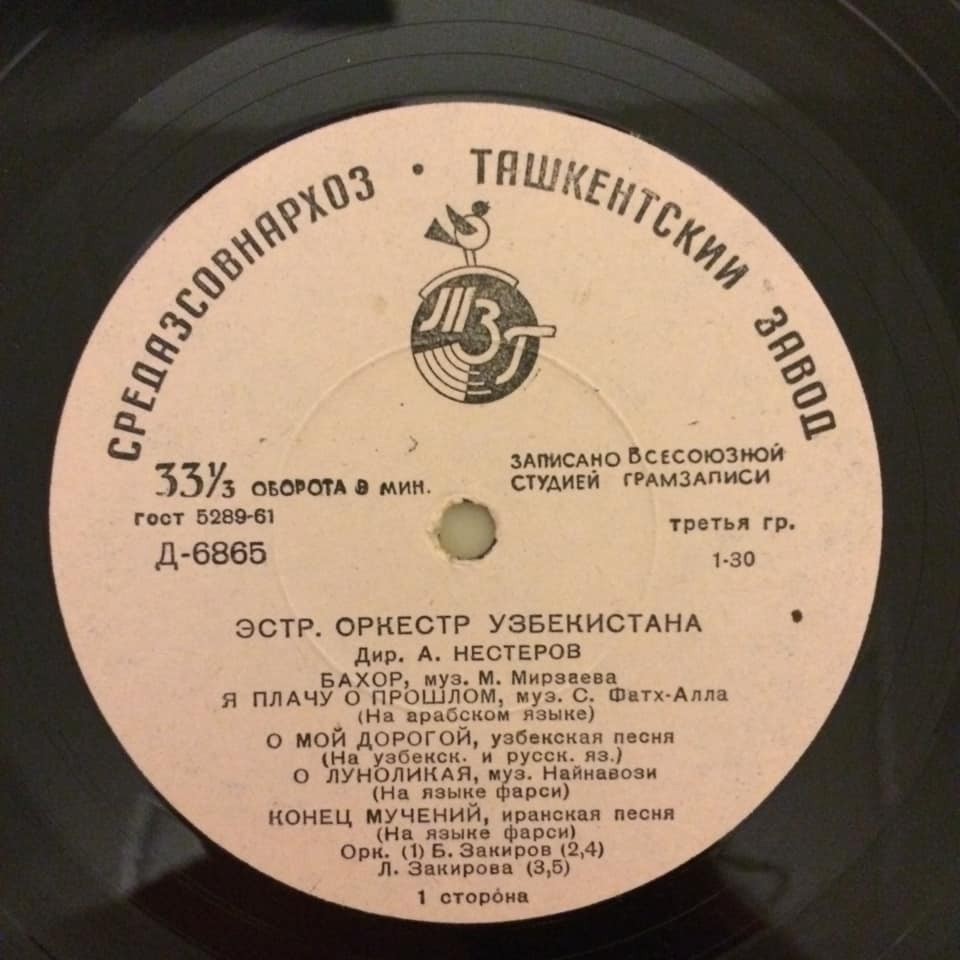 СРЕДАЗСОВНАРХОЗ • ТАШКЕНТСКИЙ ЗАВОД
ТЗГ
33⅓ ОБОРОТА В МИН.
ЗАПИСАНО ВСЕСОЮЗНОЙ
СТУДИЕЙ ГРАМЗАПИСИ
ГОСТ 5289-61
третья гр.
Д-6865
1-30
ЭСТР. ОРКЕСТР УЗБЕКИСТАНА
Дир. А. НЕСТЕРОВ
БАХОР, муз. М. Мирзаева
Я ПЛАЧУ О ПРОШЛОМ, муз. С. Фатх-Алла
(На арабском языке)
О МОЙ ДОРОГОЙ, узбекская песня
(На узбекск. и русск. яз.)
О ЛУНОЛИКАЯ, муз. Найнавози
(На языке фарси)
КОНЕЦ МУЧЕНИЙ, иранская песня
(На языке фарси)
Орк. (1) Б. Закиров (2,4)
Л. Закирова (3,5)
1 сторона